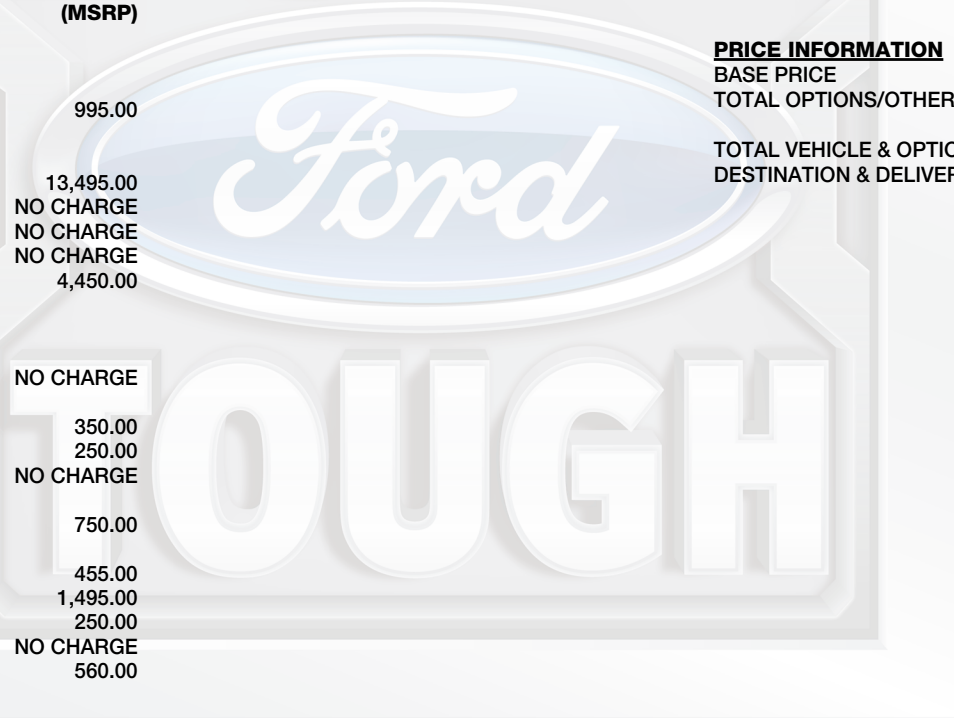 (MSRP)
995.00
13,495.00
NO CHARGE
NO CHARGE
NO CHARGE
4,450.00
NO CHARGE
350.00
250.00
NO CHARGE
750.00
455.00
1,495.00
250.00
NO CHARGE
560.00
PRICE INFORMATION
BASE PRICE
TOTAL OPTIONS/OTHER
TOTAL VEHICLE & OPTIO
DESTINATION & DELIVER
Ford
TOUGH